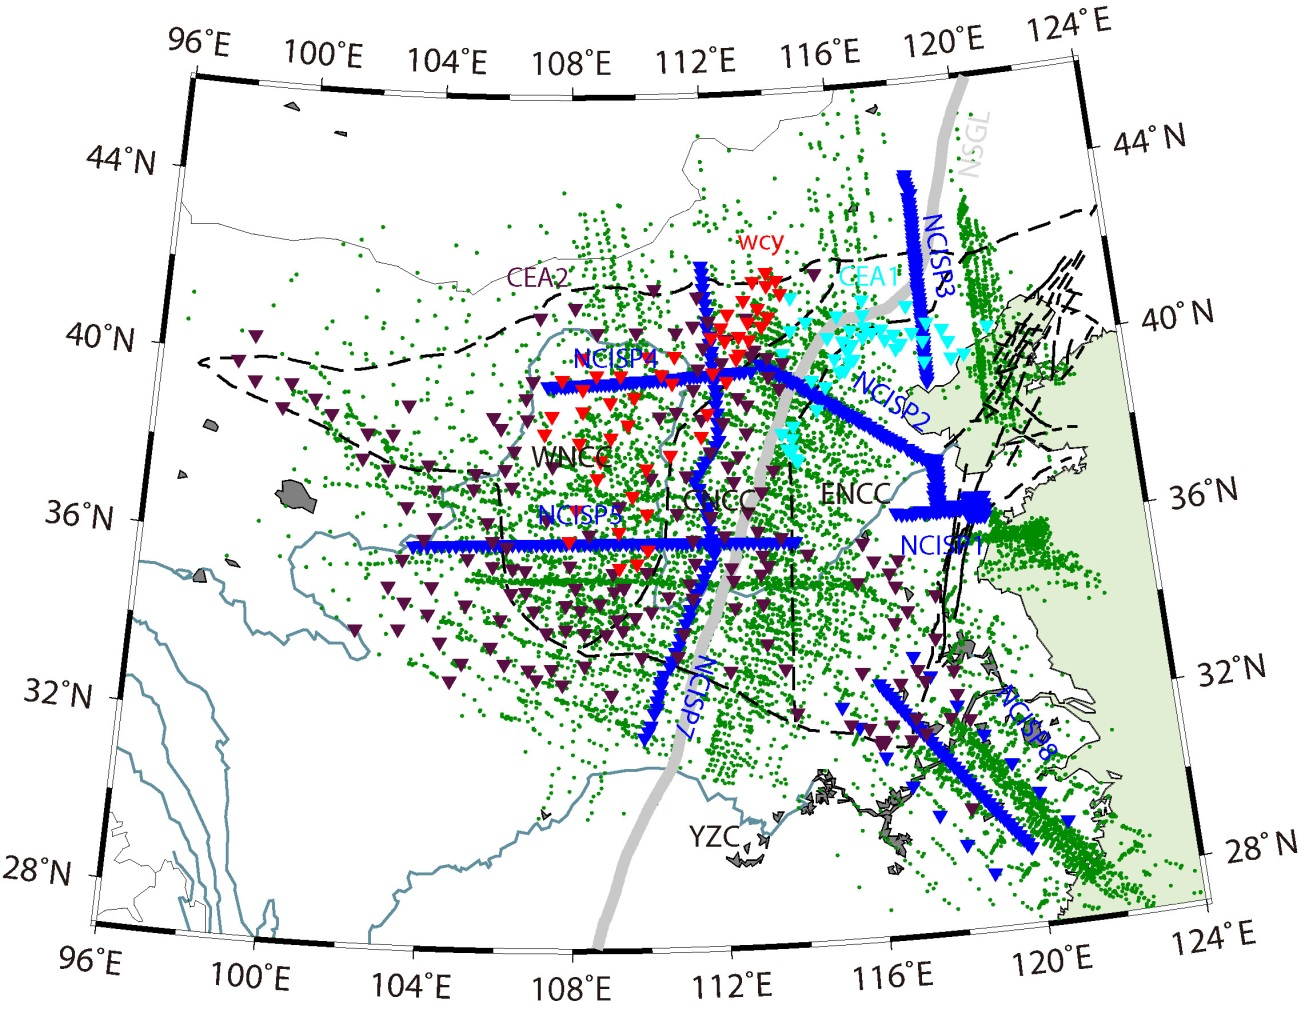 96°E 100°E 104°E 108°E 112°E 116°E 120°E 124°E
44°N
44°N
NSGL
wcy
NCISP3
CEA2
CEA1
40°N
40°N
NCISP4
NCISP2
WNCC
CNCC
ENCC
36°N
36°N
NCISP5
NCISP1
32°N
32°N
NCISP7
NCISP8
YZC
28°N
28°N
96°E 100°E 104°E 108°E 112°E 116°E 120°E 124°E